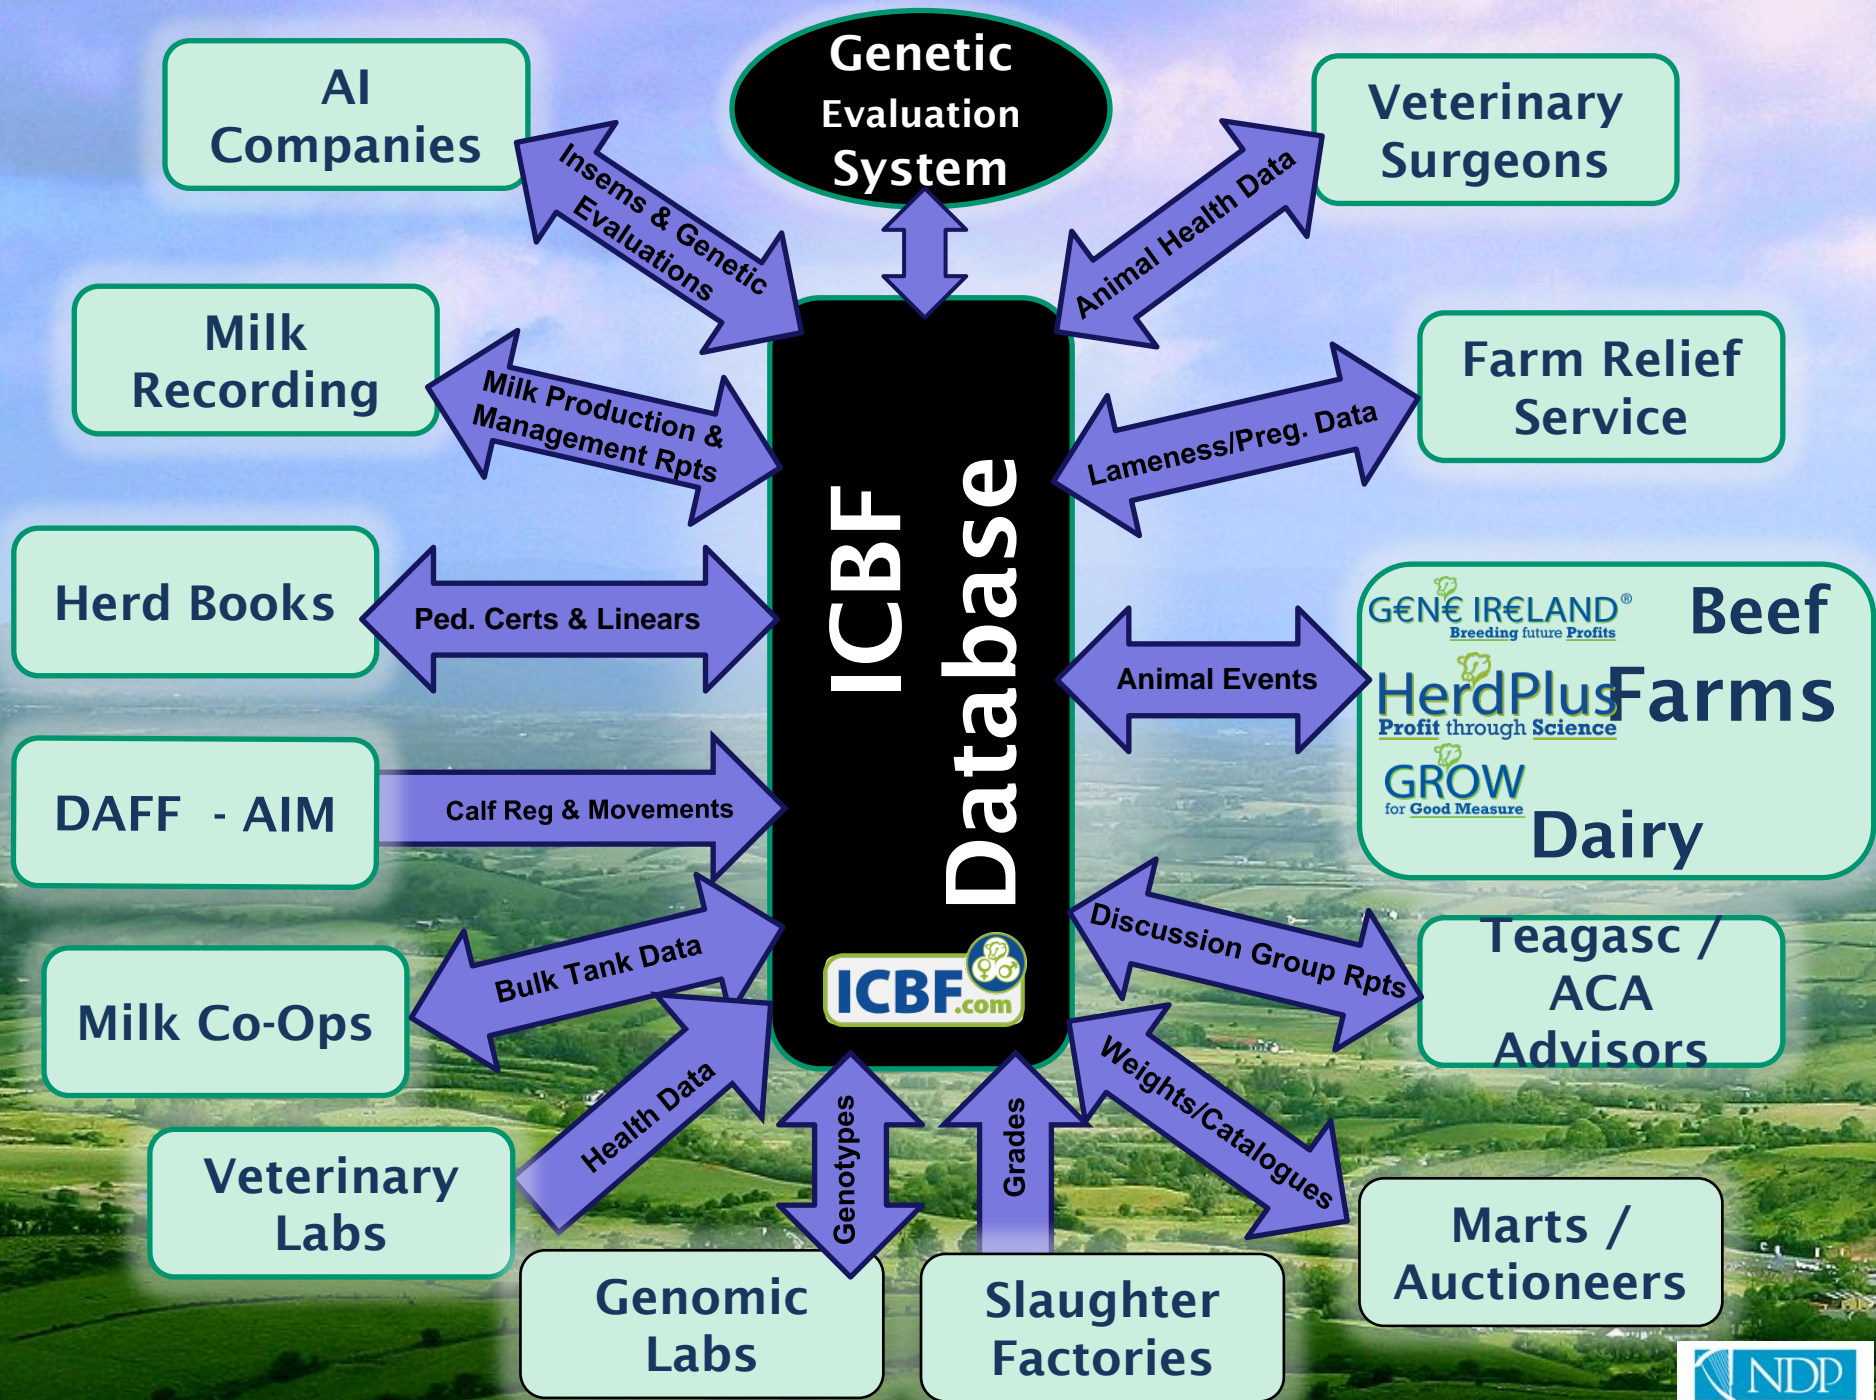 Genetic
Evaluation
System
AI
Companies
Insems & Genetic
Evaluations
Veterinary
Surgeons
Animal Health Data
Milk
Recording
Milk Production &
Management Rpts
Farm Relief
Service
Lameness/Preg. Data
Herd Books
Ped. Certs & Linears
ICBF
Database
ICBF.com
Animal Events
G€N€ IR€LAND®
Breeding future Profits
HerdPlus
Profit through Science
GROW
for Good Measure
Beef
Farms
Dairy
DAFF - AIM
Calf Reg & Movements
Milk Co-Ops
Bulk Tank Data
Discussion Group Rpts
Teagasc /
ACA
Advisors
Veterinary
Labs
Health Data
Genotypes
Genomic
Labs
Grades
Slaughter
Factories
Weights/Catalogues
Marts /
Auctioneers
NDP